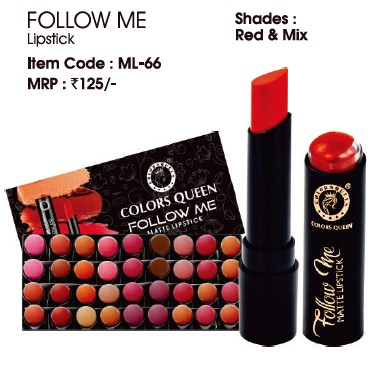 FOLLOW ME
Lipstick
Item Code : ML-66
MRP : ₹125/-
Shades :
Red & Mix
COLORS QUEEN
FOLLOW ME
MATTE LIPSTICK
COLORS QUEEN
Follow Me
MATTE LIPSTICK